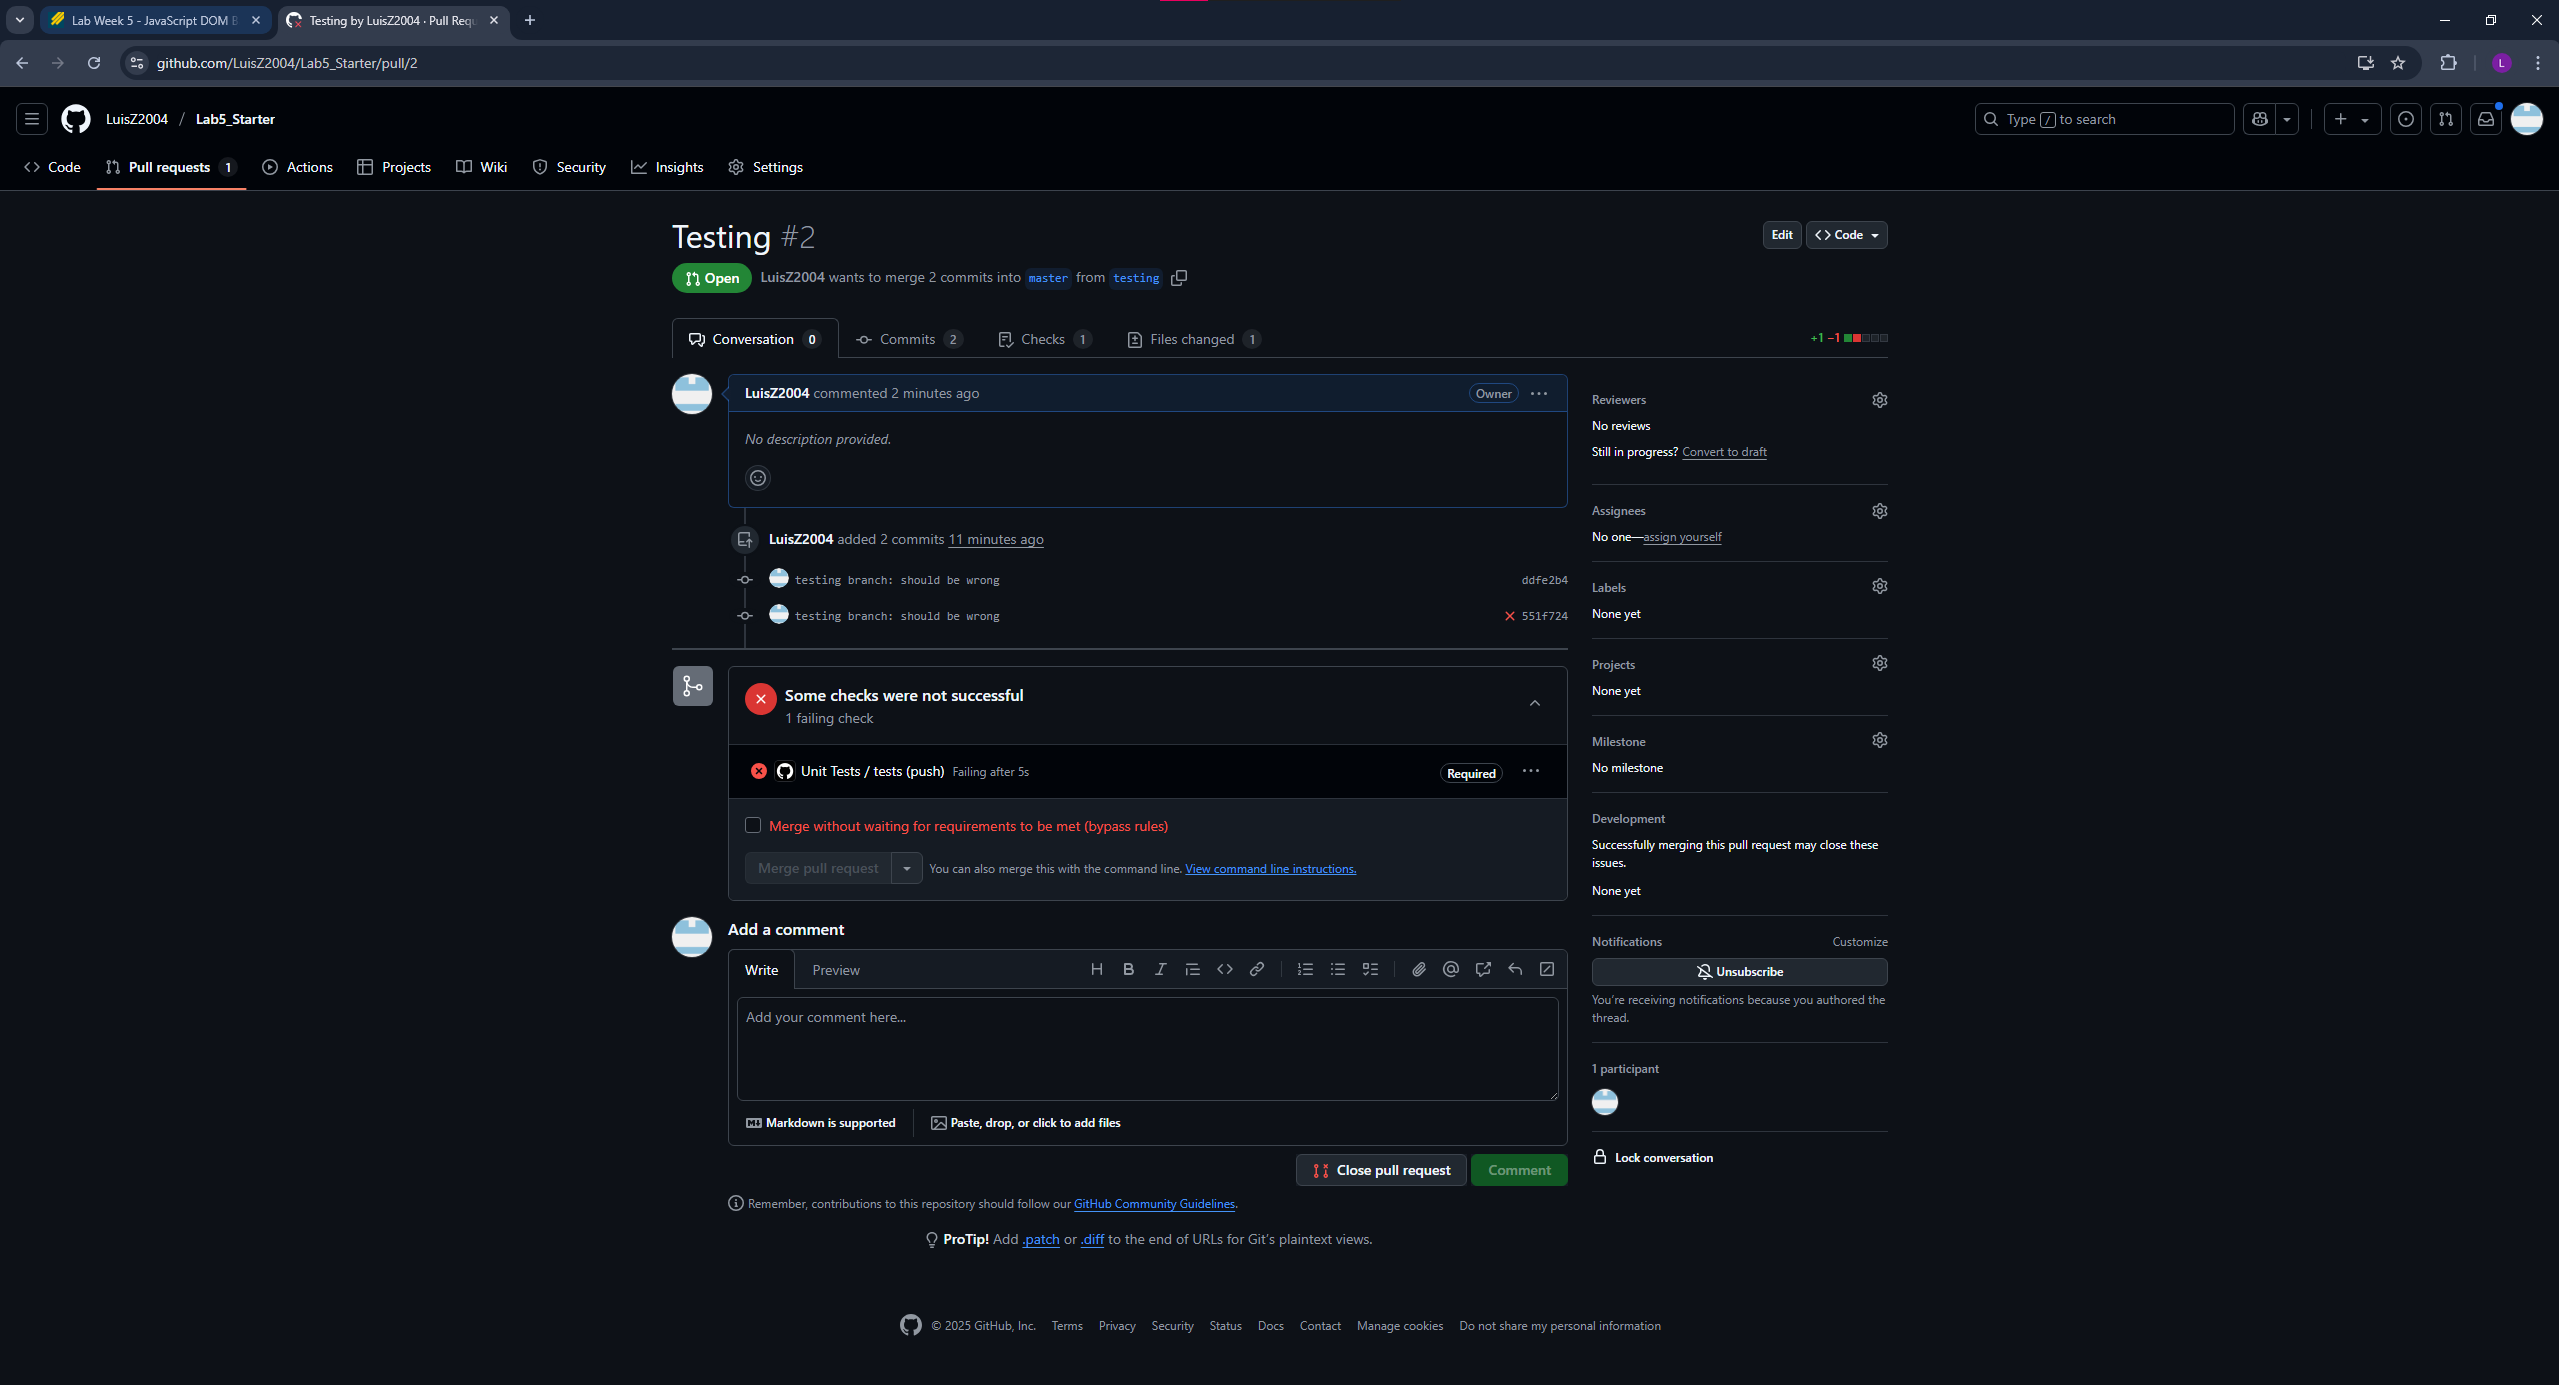 Lab Week 5 - JavaScript DOM
Testing by LuisZ2004 · Pull Requ
github.com/LuisZ2004/Lab5_Starter/pull/2
L
LuisZ2004 / Lab5_Starter
Type / to search
Code
Pull requests 1
Actions
Projects
Wiki
Security
Insights
Settings
Testing #2
Edit
Code
Open
LuisZ2004 wants to merge 2 commits into master from testing
Conversation 0
Commits 2
Checks 1
Files changed 1
+1 −1
LuisZ2004 commented 2 minutes ago
Owner
No description provided.
LuisZ2004 added 2 commits 11 minutes ago
testing branch: should be wrong
ddfe2b4
testing branch: should be wrong
551f724
Some checks were not successful
1 failing check
Unit Tests / tests (push) Failing after 5s
Required
Merge without waiting for requirements to be met (bypass rules)
Merge pull request
You can also merge this with the command line. View command line instructions.
Add a comment
Write
Preview
Add your comment here...
Markdown is supported
Paste, drop, or click to add files
Close pull request
Comment
Remember, contributions to this repository should follow our GitHub Community Guidelines.
ProTip! Add .patch or .diff to the end of URLs for Git's plaintext views.
Reviewers
No reviews
Still in progress? Convert to draft
Assignees
No one—assign yourself
Labels
None yet
Projects
None yet
Milestone
No milestone
Development
Successfully merging this pull request may close these
issues.
None yet
Notifications
Customize
Unsubscribe
You're receiving notifications because you authored the
thread.
1 participant
Lock conversation
© 2025 GitHub, Inc.
Terms
Privacy
Security
Status
Docs
Contact
Manage cookies
Do not share my personal information